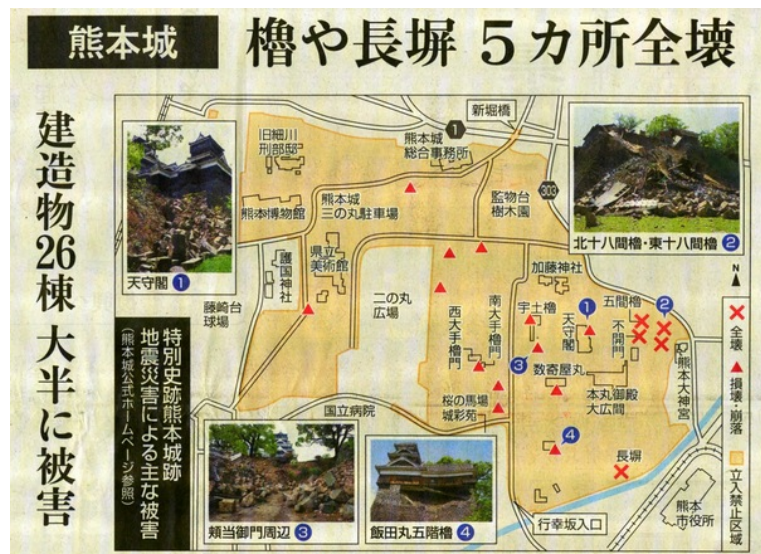 熊本城
櫓や長塀 5カ所全壊
建造物26棟 大半に被害
特別史跡熊本城跡
地震災害による主な被害
(熊本城公式ホームページ参照)
天守閣 1
北十八間櫓・東十八間櫓 2
頬当御門周辺 3
飯田丸五階櫓 4
新堀橋
1
303
旧細川
刑部邸
熊本城
総合事務所
熊本博物館
熊本城
三の丸駐車場
監物台
樹木園
護国神社
県立
美術館
藤崎台
球場
二の丸
広場
加藤神社
西大手櫓門
南大手櫓門
宇土櫓
天守閣
1
五間櫓
2
不開門
3
数寄屋丸
本丸御殿
大広間
熊本大神宮
国立病院
桜の馬場
城彩苑
4
長塀
行幸坂入口
熊本
市役所
N
全壊
損壊・崩落
立入禁止区域